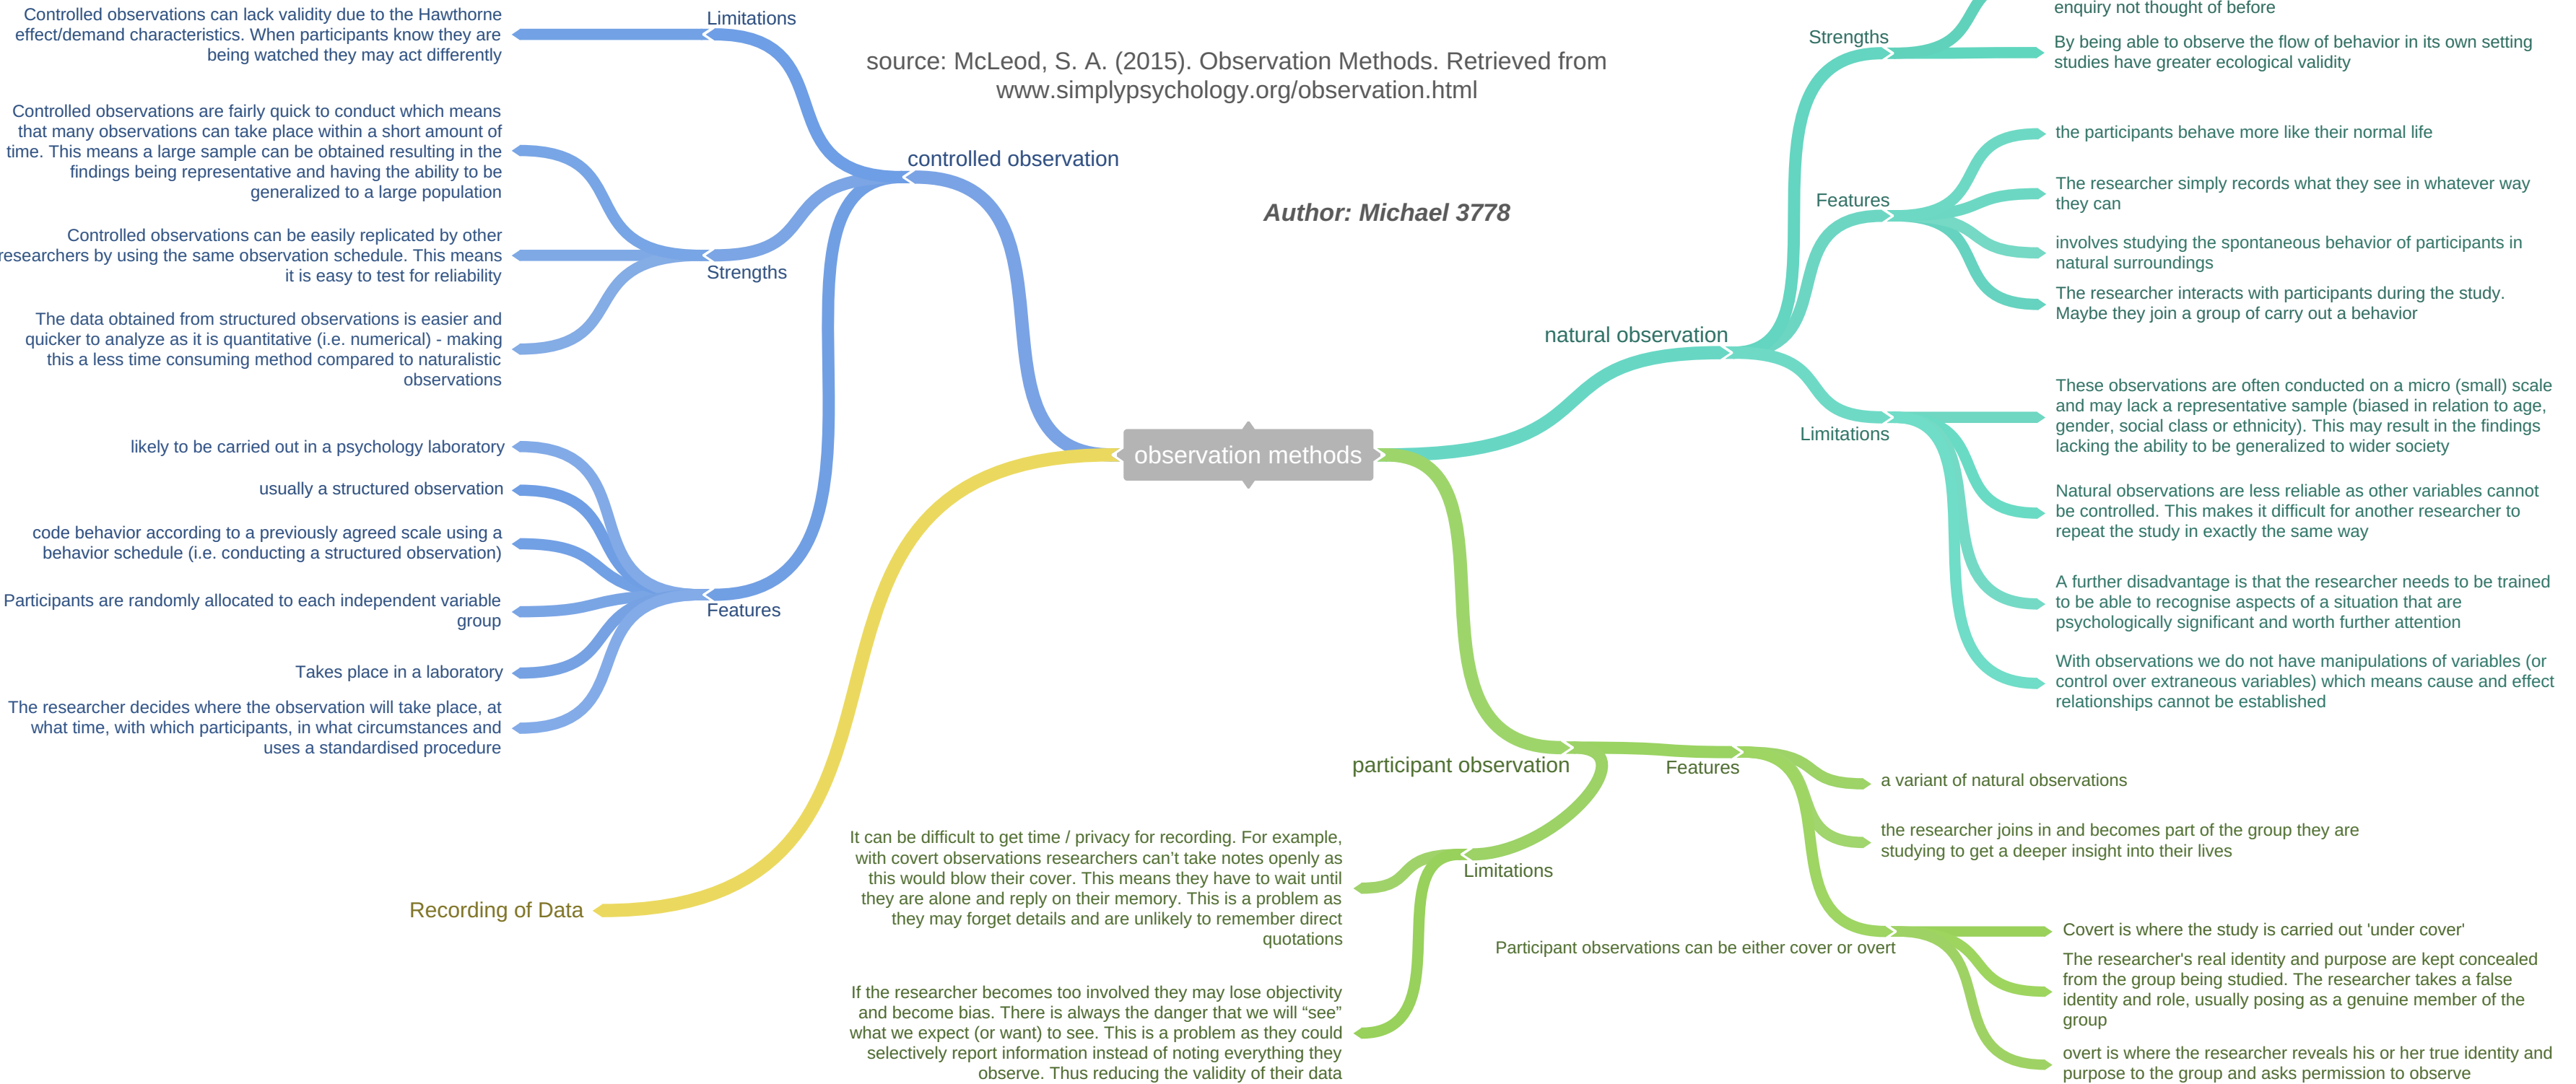 Controlled observations can lack validity due to the Hawthorne
effect/demand characteristics. When participants know they are
being watched they may act differently
Limitations
Controlled observations are fairly quick to conduct which means
that many observations can take place within a short amount of
time. This means a large sample can be obtained resulting in the
findings being representative and having the ability to be
generalized to a large population
Controlled observations can be easily replicated by other
researchers by using the same observation schedule. This means
it is easy to test for reliability
Strengths
The data obtained from structured observations is easier and
quicker to analyze as it is quantitative (i.e. numerical) - making
this a less time consuming method compared to naturalistic
observations
controlled observation
likely to be carried out in a psychology laboratory
usually a structured observation
code behavior according to a previously agreed scale using a
behavior schedule (i.e. conducting a structured observation)
Participants are randomly allocated to each independent variable
group
Features
Takes place in a laboratory
The researcher decides where the observation will take place, at
what time, with which participants, in what circumstances and
uses a standardised procedure
Recording of Data
source: McLeod, S. A. (2015). Observation Methods. Retrieved from
www.simplypsychology.org/observation.html
Author: Michael 3778
observation methods
natural observation
Strengths
enquiry not thought of before
By being able to observe the flow of behavior in its own setting
studies have greater ecological validity
Features
the participants behave more like their normal life
The researcher simply records what they see in whatever way
they can
involves studying the spontaneous behavior of participants in
natural surroundings
The researcher interacts with participants during the study.
Maybe they join a group of carry out a behavior
Limitations
These observations are often conducted on a micro (small) scale
and may lack a representative sample (biased in relation to age,
gender, social class or ethnicity). This may result in the findings
lacking the ability to be generalized to wider society
Natural observations are less reliable as other variables cannot
be controlled. This makes it difficult for another researcher to
repeat the study in exactly the same way
A further disadvantage is that the researcher needs to be trained
to be able to recognise aspects of a situation that are
psychologically significant and worth further attention
With observations we do not have manipulations of variables (or
control over extraneous variables) which means cause and effect
relationships cannot be established
participant observation
Features
a variant of natural observations
the researcher joins in and becomes part of the group they are
studying to get a deeper insight into their lives
Participant observations can be either cover or overt
Covert is where the study is carried out 'under cover'
The researcher's real identity and purpose are kept concealed
from the group being studied. The researcher takes a false
identity and role, usually posing as a genuine member of the
group
overt is where the researcher reveals his or her true identity and
purpose to the group and asks permission to observe
Limitations
It can be difficult to get time / privacy for recording. For example,
with covert observations researchers can’t take notes openly as
this would blow their cover. This means they have to wait until
they are alone and reply on their memory. This is a problem as
they may forget details and are unlikely to remember direct
quotations
If the researcher becomes too involved they may lose objectivity
and become bias. There is always the danger that we will “see”
what we expect (or want) to see. This is a problem as they could
selectively report information instead of noting everything they
observe. Thus reducing the validity of their data